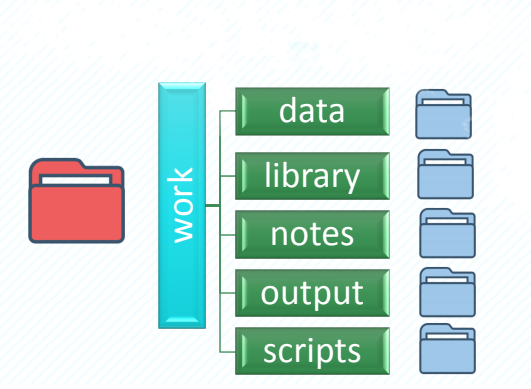 work
data
library
notes
output
scripts